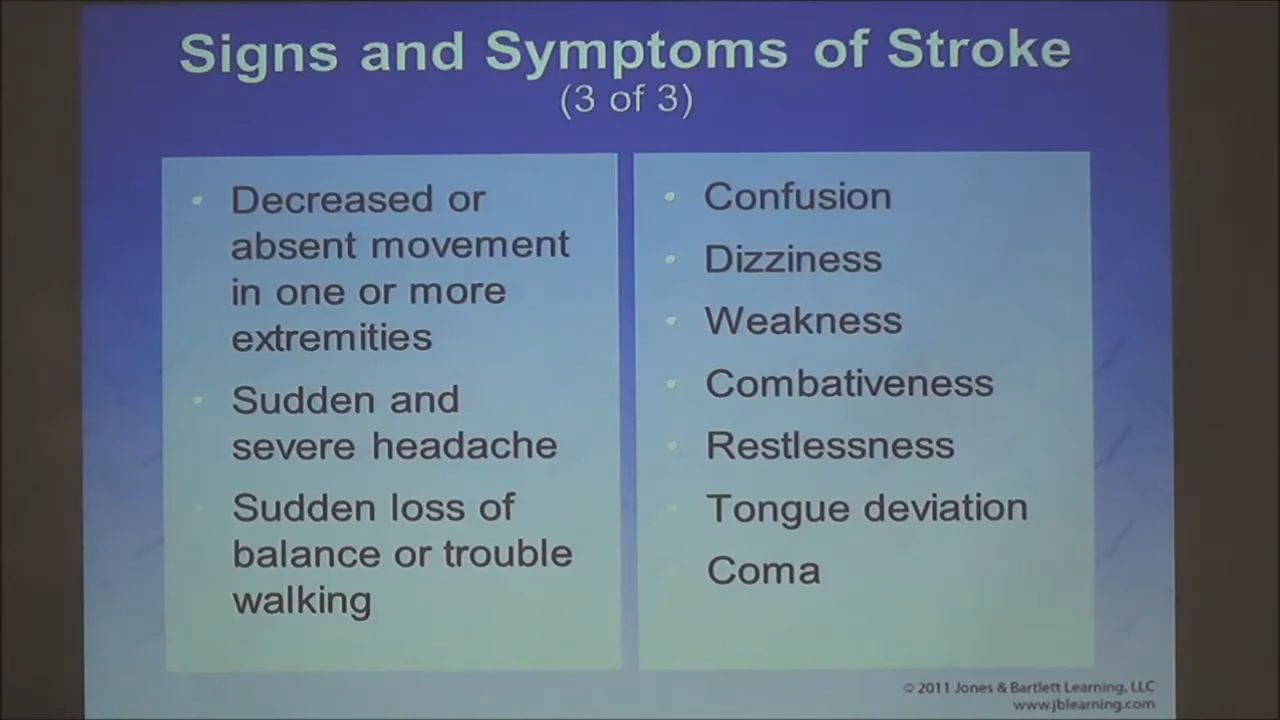 Signs and Symptoms of Stroke
(3 of 3)
• Decreased or
absent movement
in one or more
extremities
• Sudden and
severe headache
• Sudden loss of
balance or trouble
walking
• Confusion
• Dizziness
• Weakness
• Combativeness
• Restlessness
• Tongue deviation
Coma
© 2011 Jones & Bartlett Learning, LLC
www.jblearning.com